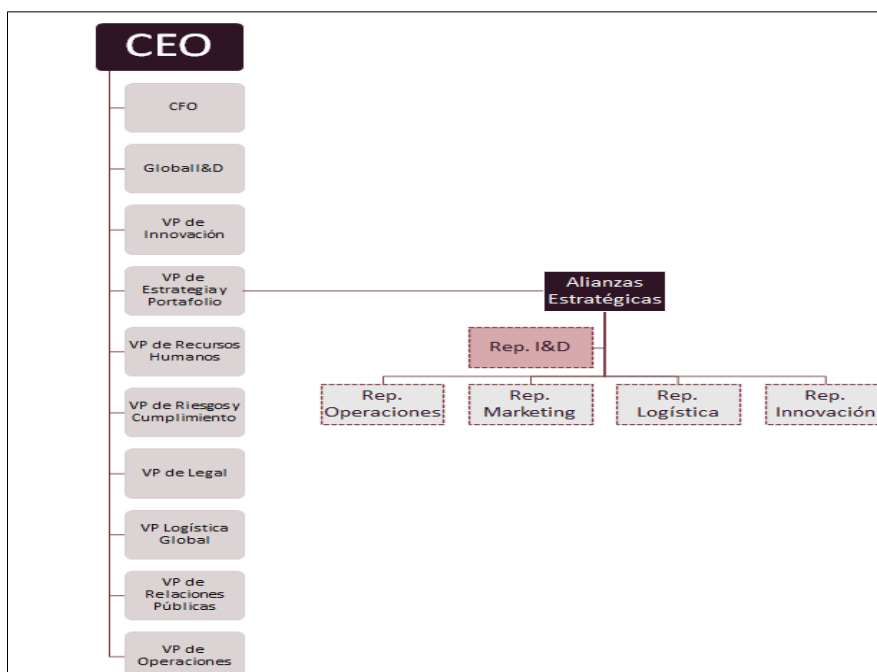 CEO
CFO
Global I&D
VP de
Innovación
VP de
Estrategia y
Portafolio
VP de Recursos
Humanos
VP de Riesgos y
Cumplimiento
VP de Legal
VP Logística
Global
VP de
Relaciones
Públicas
VP de
Operaciones
Alianzas
Estratégicas
Rep. I&D
Rep.
Operaciones
Rep.
Marketing
Rep.
Logística
Rep.
Innovación